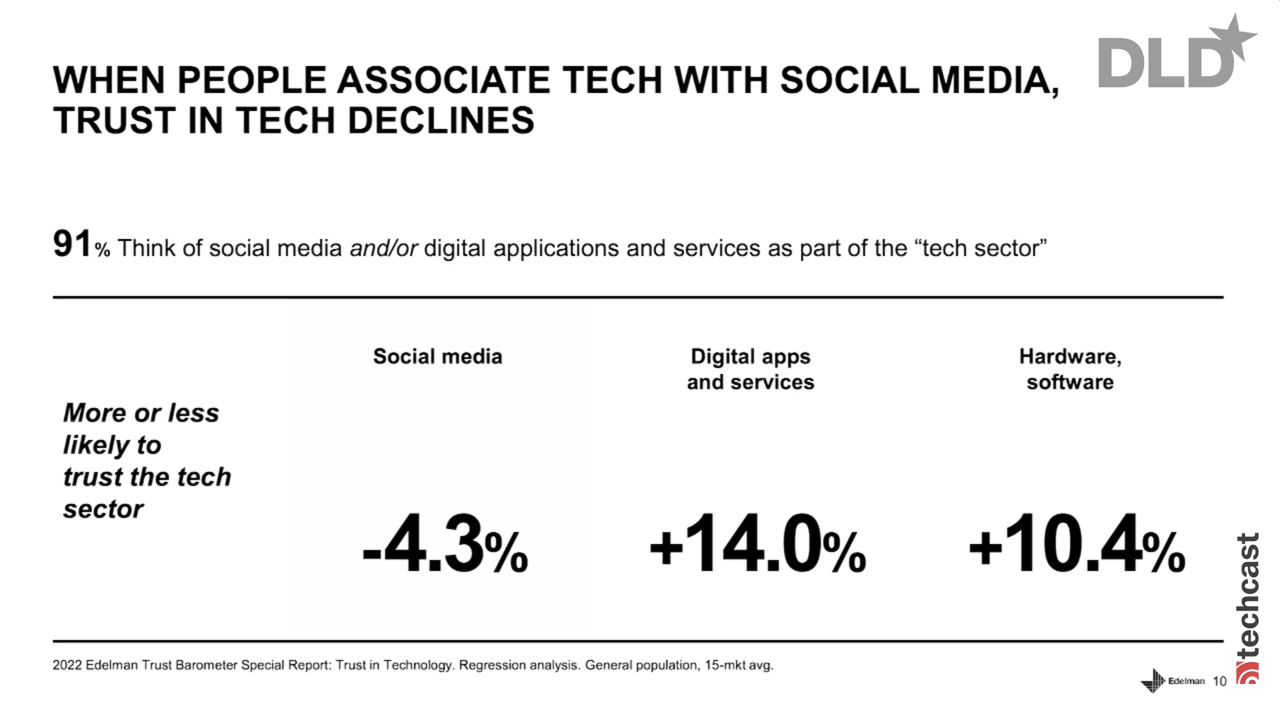 DLD
WHEN PEOPLE ASSOCIATE TECH WITH SOCIAL MEDIA,
TRUST IN TECH DECLINES
91% Think of social media and/or digital applications and services as part of the “tech sector”
Social media
Digital apps
and services
Hardware,
software
More or less
likely to
trust the tech
sector
-4.3%
+14.0%
+10.4%
techcast
2022 Edelman Trust Barometer Special Report: Trust in Technology. Regression analysis. General population, 15-mkt avg.
Edelman 10